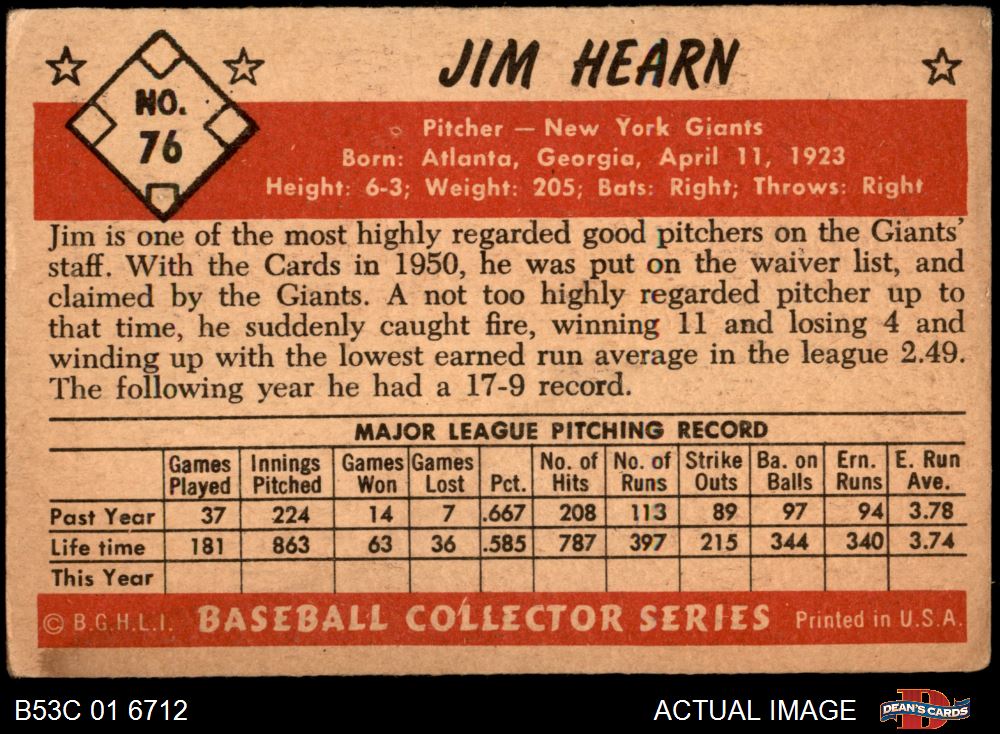 JIM HEARN
NO.
76
Pitcher — New York Giants
Born: Atlanta, Georgia, April 11, 1923
Height: 6-3; Weight: 205; Bats: Right; Throws: Right
Jim is one of the most highly regarded good pitchers on the Giants'
staff. With the Cards in 1950, he was put on the waiver list, and
claimed by the Giants. A not too highly regarded pitcher up to
that time, he suddenly caught fire, winning 11 and losing 4 and
winding up with the lowest earned run average in the league 2.49.
The following year he had a 17-9 record.
MAJOR LEAGUE PITCHING RECORD
Games Played Innings Pitched Games Won Games Lost Pct. No. of Hits No. of Runs Strike Outs Ba. on Balls Ern. Runs E. Run Ave.
Past Year 37 224 14 7 .667 208 113 89 97 94 3.78
Life time 181 863 63 36 .585 787 397 215 344 340 3.74
This Year
© B.G.H.L.I. BASEBALL COLLECTOR SERIES Printed in U.S.A.
B53C 01 6712 ACTUAL IMAGE D DEAN'S CARDS